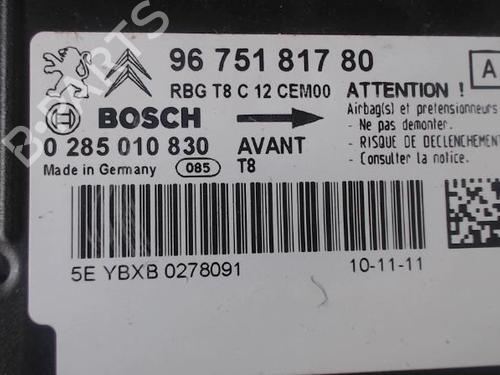 96 751 817 80
A
RBG T8 C 12 CEM00
ATTENTION !
BOSCH
Airbag(s) et pretensionneurs
- Ne pas demonter.
0 285 010 830
AVANT
- RISQUE DE DECLENCHEMENT
Made in Germany
085
T8
- Consulter la notice.
5E YBXB 0278091
10-11-11
B-PARTS